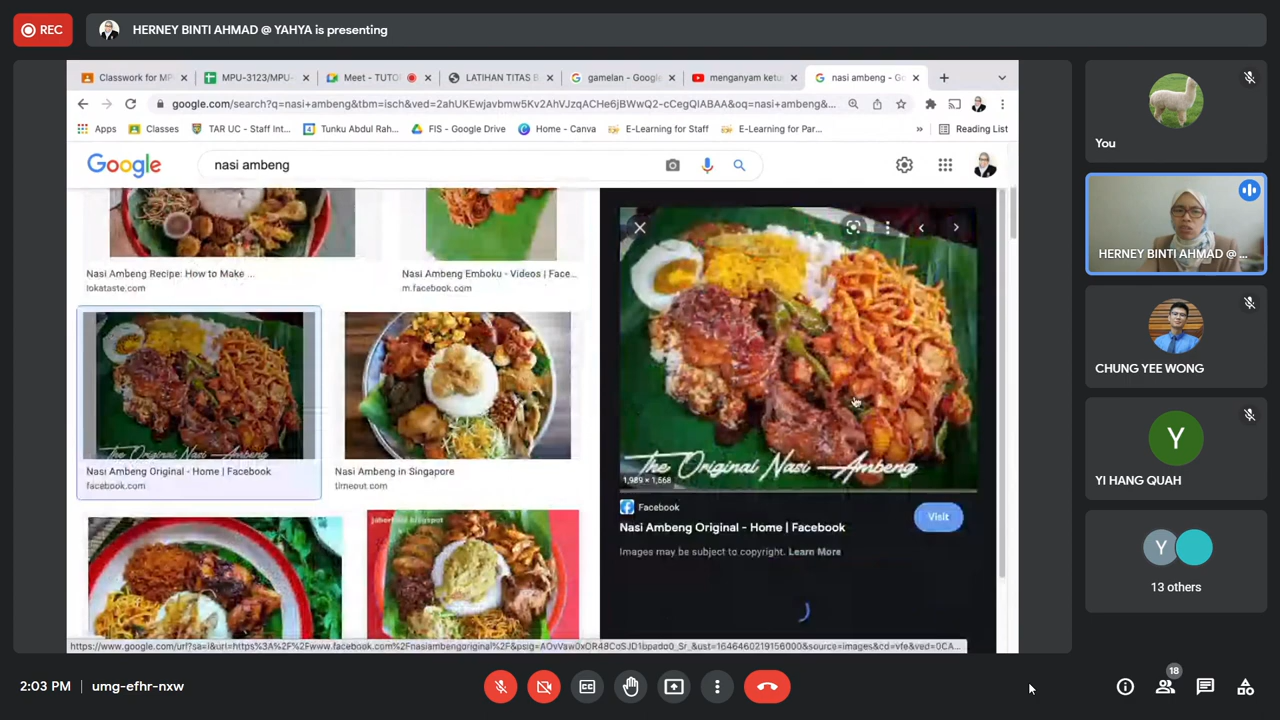 REC
HERNEY BINTI AHMAD @ YAHYA is presenting
Classwork for MP
MPU-3123/MPU-
Meet - TUTO
LATIHAN TITAS B
gamelan - Google
menganyam ketu
nasi ambeng - Go
google.com/search?q=nasi+ambeng&tbm=isch&ved=2ahUKEwjavbmw5Kv2AhVJzqACHe6jBWwQ2-cCegQIABAA&oq=nasi+ambeng&...
Apps
Classes
TAR UC - Staff Int...
Tunku Abdul Rah...
FIS - Google Drive
Home - Canva
E-Learning for Staff
E-Learning for Par...
»
Reading List
Google
nasi ambeng
Nasi Ambeng Recipe: How to Make ...
lokataste.com
Nasi Ambeng Emboku - Videos | Face...
m.facebook.com
The Original Nasi Ambeng
Nasi Ambeng Original - Home | Facebook
facebook.com
Nasi Ambeng in Singapore
timeout.com
The Original Nasi Ambeng
1,989 × 1,568
Facebook
Nasi Ambeng Original - Home | Facebook
Visit
Images may be subject to copyright. Learn More
You
HERNEY BINTI AHMAD @ ...
CHUNG YEE WONG
Y
YI HANG QUAH
Y
13 others
2:03 PM | umg-efhr-nxw
18